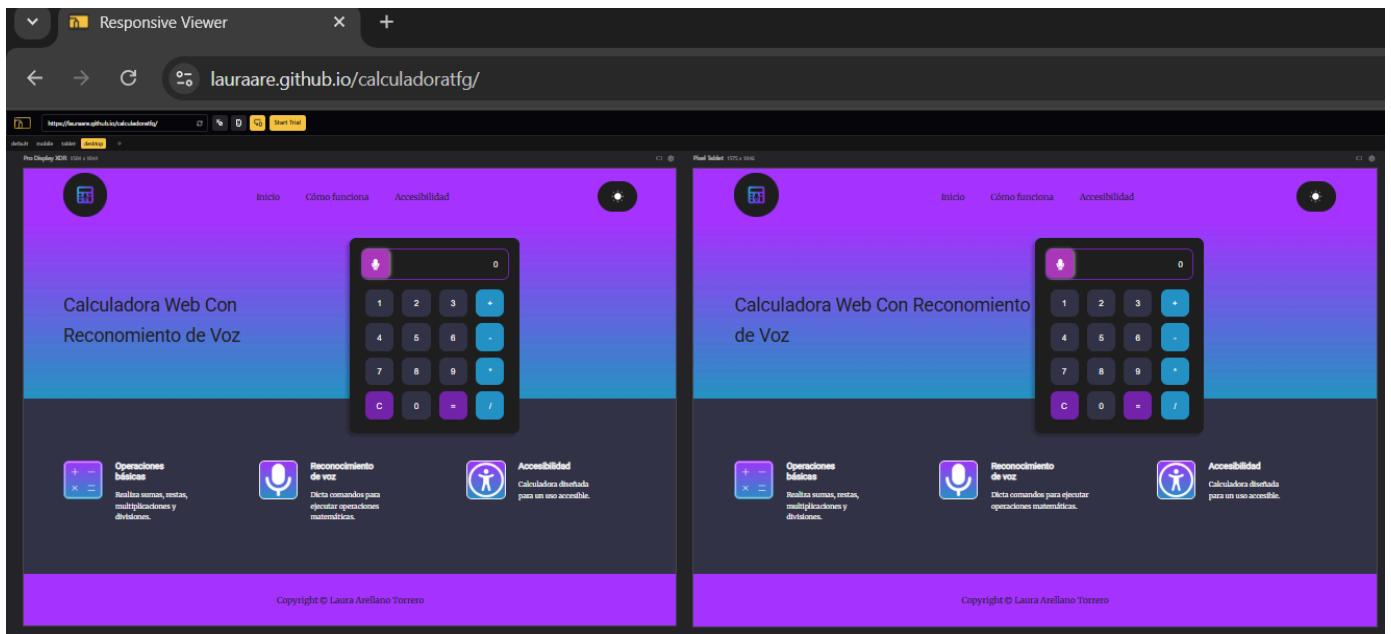 Responsive Viewer
lauraare.github.io/calculadoratfg/
https://lauraare.github.io/calculadoratfg/
Start Trial
default mobile tablet desktop +
Pro Display XDR
Inicio Cómo funciona Accesibilidad
0
Calculadora Web Con
Reconomiento de Voz
1 2 3 +
4 5 6 -
7 8 9 *
C 0 = /
Operaciones
básicas
Realiza sumas, restas,
multiplicaciones y
divisiones.
Reconocimiento
de voz
Dicta comandos para
ejecutar operaciones
matemáticas.
Accesibilidad
Calculadora diseñada
para un uso accesible.
Copyright © Laura Arellano Torrero
Pixel Tablet
Inicio Cómo funciona Accesibilidad
0
Calculadora Web Con Reconomiento
de Voz
1 2 3 +
4 5 6 -
7 8 9 *
C 0 = /
Operaciones
básicas
Realiza sumas, restas,
multiplicaciones y
divisiones.
Reconocimiento
de voz
Dicta comandos para ejecutar
operaciones matemáticas.
Accesibilidad
Calculadora diseñada
para un uso accesible.
Copyright © Laura Arellano Torrero